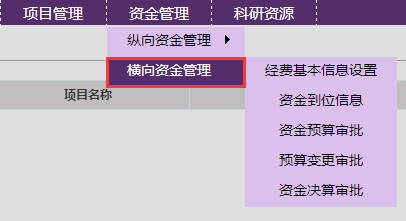 项目管理 资金管理 科研资源
纵向资金管理
横向资金管理
经费基本信息设置
资金到位信息
资金预算审批
预算变更审批
资金决算审批
项目名称